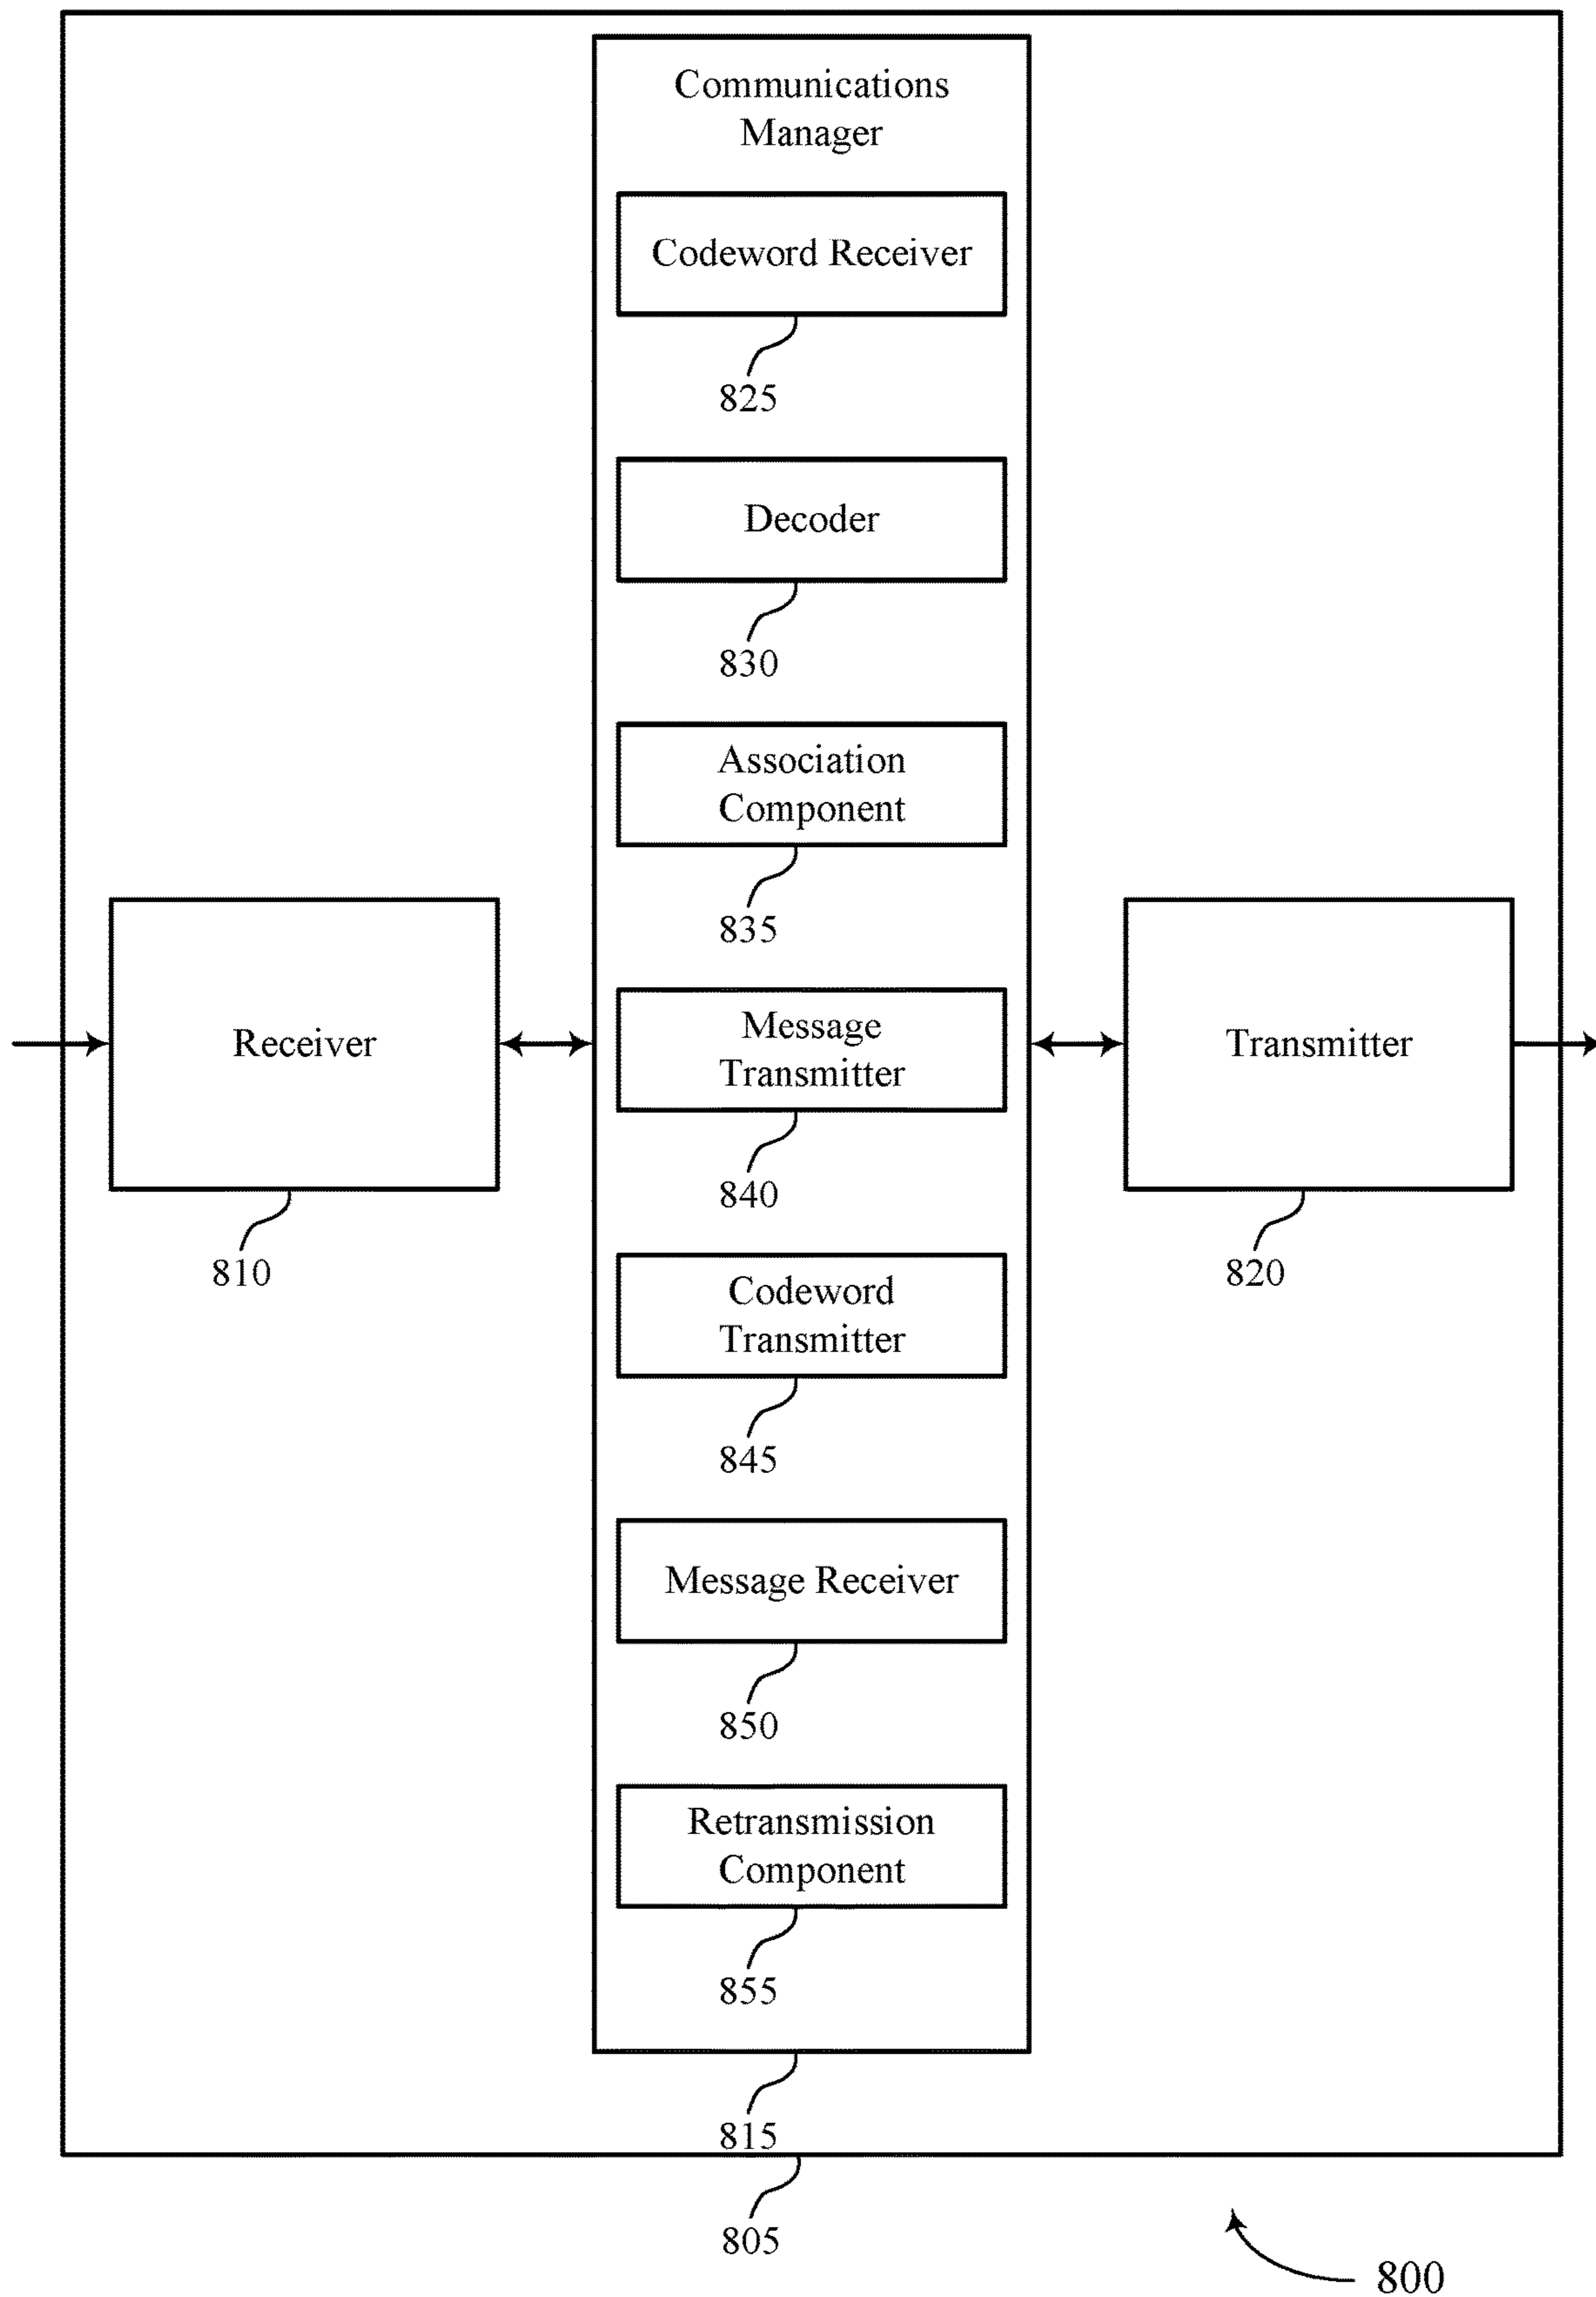 Communications
Manager
Codeword Receiver
825
Decoder
830
Association
Component
835
Receiver
810
Message
Transmitter
840
Transmitter
820
Codeword
Transmitter
845
Message Receiver
850
Retransmission
Component
855
815
805
800